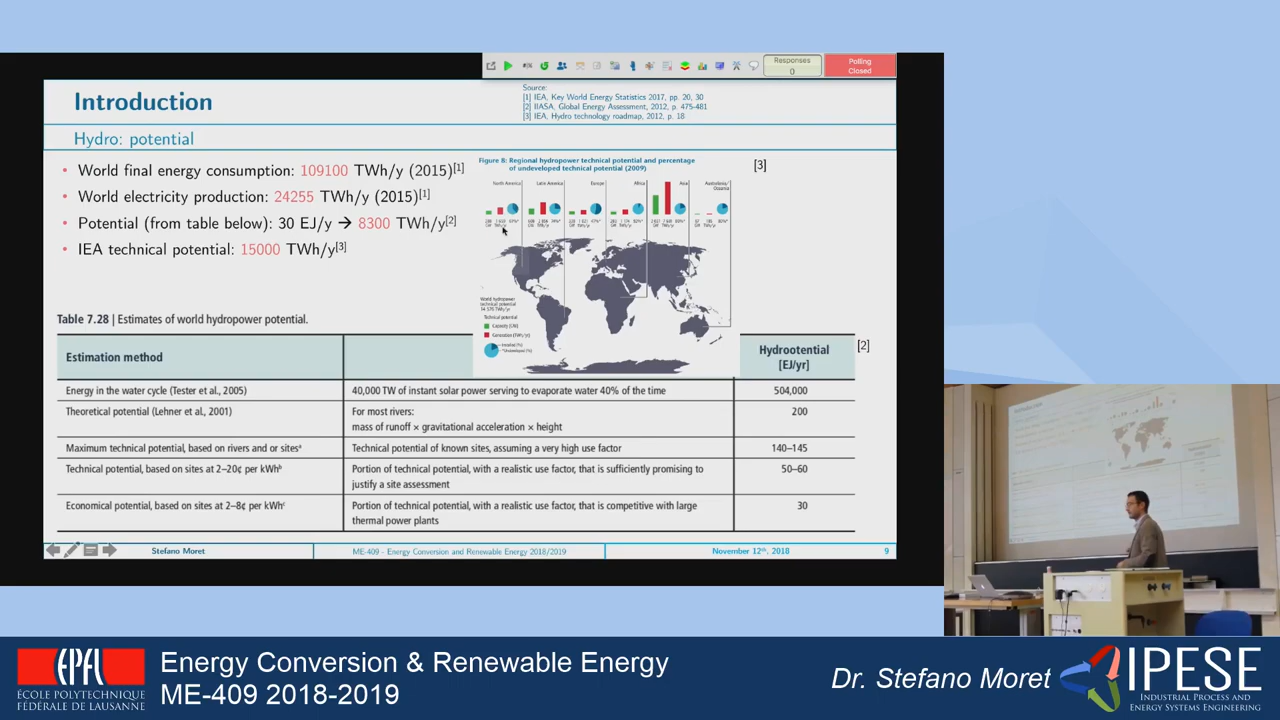 Responses
0
Polling
Closed
Introduction
Source:
[1] IEA, Key World Energy Statistics 2017, pp. 20, 30
[2] IIASA, Global Energy Assessment, 2012, p. 475-481
[3] IEA, Hydro technology roadmap, 2012, p. 18
Hydro: potential
• World final energy consumption: 109100 TWh/y (2015)[1]
• World electricity production: 24255 TWh/y (2015)[1]
• Potential (from table below): 30 EJ/y → 8300 TWh/y[2]
• IEA technical potential: 15000 TWh/y[3]
Figure 8: Regional hydropower technical potential and percentage
of undeveloped technical potential (2009)
[3]
North America
Latin America
Europe
Africa
Asia
Australasia/
Oceania
World hydropower
technical potential
Technical potential
Capacity (GW)
Generation (TWh/yr)
Table 7.28 | Estimates of world hydropower potential.
[2]
Estimation method
Hydrootential
[EJ/yr]
Energy in the water cycle (Tester et al., 2005)
40,000 TW of instant solar power serving to evaporate water 40% of the time
504,000
Theoretical potential (Lehner et al., 2001)
For most rivers:
mass of runoff × gravitational acceleration × height
200
Maximum technical potential, based on rivers and or sitesa
Technical potential of known sites, assuming a very high use factor
140–145
Technical potential, based on sites at 2–20¢ per kWhb
Portion of technical potential, with a realistic use factor, that is sufficiently promising to
justify a site assessment
50–60
Economical potential, based on sites at 2–8¢ per kWhc
Portion of technical potential, with a realistic use factor, that is competitive with large
thermal power plants
30
Stefano Moret
ME-409 - Energy Conversion and Renewable Energy 2018/2019
November 12th, 2018
9
EPFL
ÉCOLE POLYTECHNIQUE
FÉDÉRALE DE LAUSANNE
Energy Conversion & Renewable Energy
ME-409 2018-2019
Dr. Stefano Moret
IPESE
INDUSTRIAL PROCESS AND
ENERGY SYSTEMS ENGINEERING